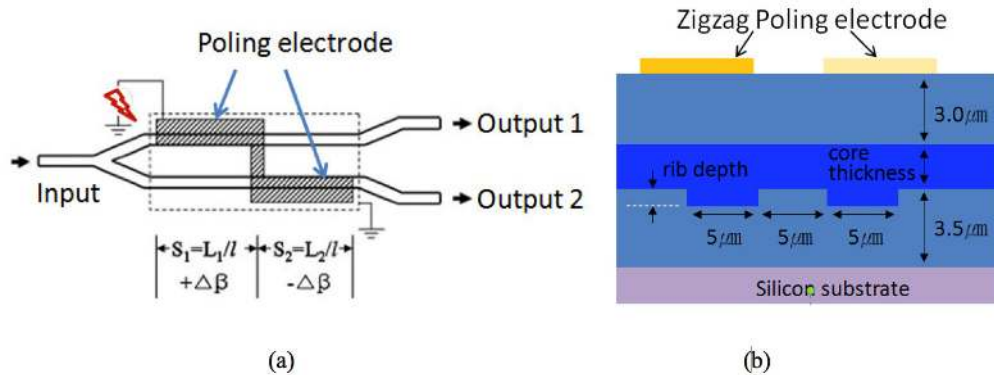 Poling electrode
Output 1
Input
Output 2
S₁=L₁/l
S₂=L₂/l
+△β
-△β
(a)
Zigzag Poling electrode
3.0μm
rib depth
core
thickness
5μm
5μm
5μm
3.5μm
Silicon substrate
(b)